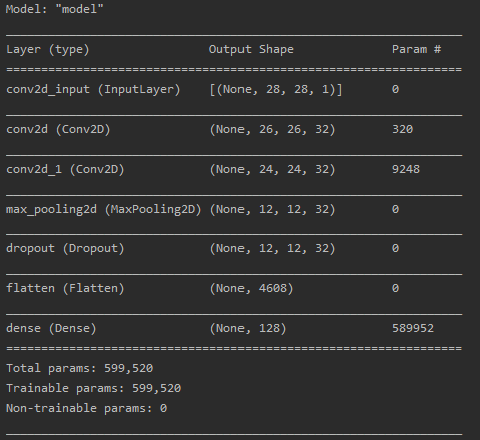 Model: "model"
_________________________________________________________________
Layer (type)                 Output Shape              Param #
=================================================================
conv2d_input (InputLayer)    [(None, 28, 28, 1)]       0
_________________________________________________________________
conv2d (Conv2D)              (None, 26, 26, 32)        320
_________________________________________________________________
conv2d_1 (Conv2D)            (None, 24, 24, 32)        9248
_________________________________________________________________
max_pooling2d (MaxPooling2D) (None, 12, 12, 32)        0
_________________________________________________________________
dropout (Dropout)            (None, 12, 12, 32)        0
_________________________________________________________________
flatten (Flatten)            (None, 4608)              0
_________________________________________________________________
dense (Dense)                (None, 128)               589952
=================================================================
Total params: 599,520
Trainable params: 599,520
Non-trainable params: 0
_________________________________________________________________